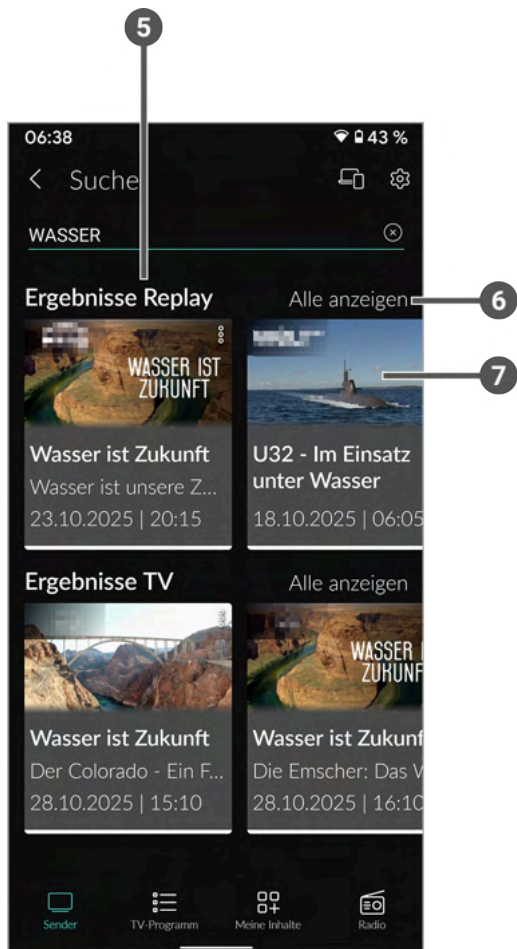 5
06:38
43 %
Suche
WASSER
Ergebnisse Replay
Alle anzeigen
6
WASSER IST
ZUKUNFT
7
Wasser ist Zukunft
Wasser ist unsere Z...
23.10.2025 | 20:15
U32 - Im Einsatz
unter Wasser
18.10.2025 | 06:05
Ergebnisse TV
Alle anzeigen
WASSER I
ZUKUNF
Wasser ist Zukunft
Der Colorado - Ein F...
28.10.2025 | 15:10
Wasser ist Zukunf
Die Emscher: Das W
28.10.2025 | 16:10
Sender
TV-Programm
Meine Inhalte
Radio